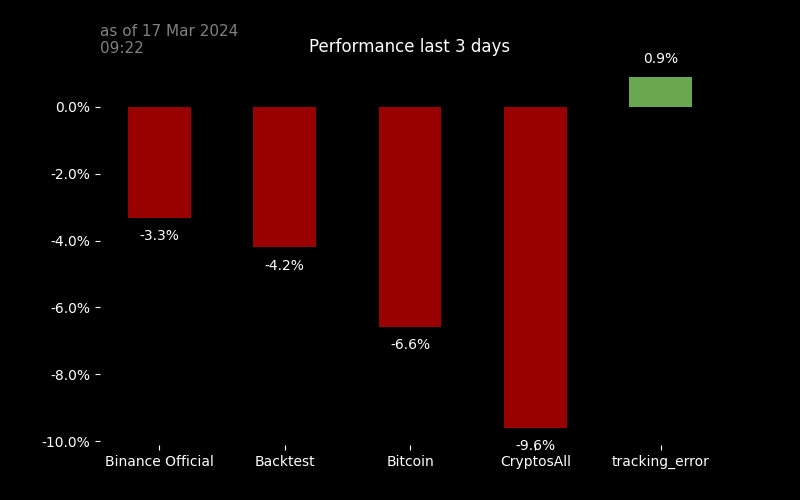 as of 17 Mar 2024
09:22
Performance last 3 days
0.9%
0.0%
-2.0%
-4.0%
-6.0%
-8.0%
-10.0%
-3.3%
-4.2%
-6.6%
-9.6%
Binance Official
Backtest
Bitcoin
CryptosAll
tracking_error